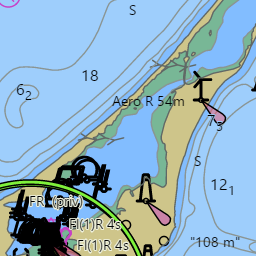 S
18
6₂
Aero R 54m
7₃
S
12₁
FR (priv)
Fl(1)R 4s
Fl(1)R 4s
"108 m"